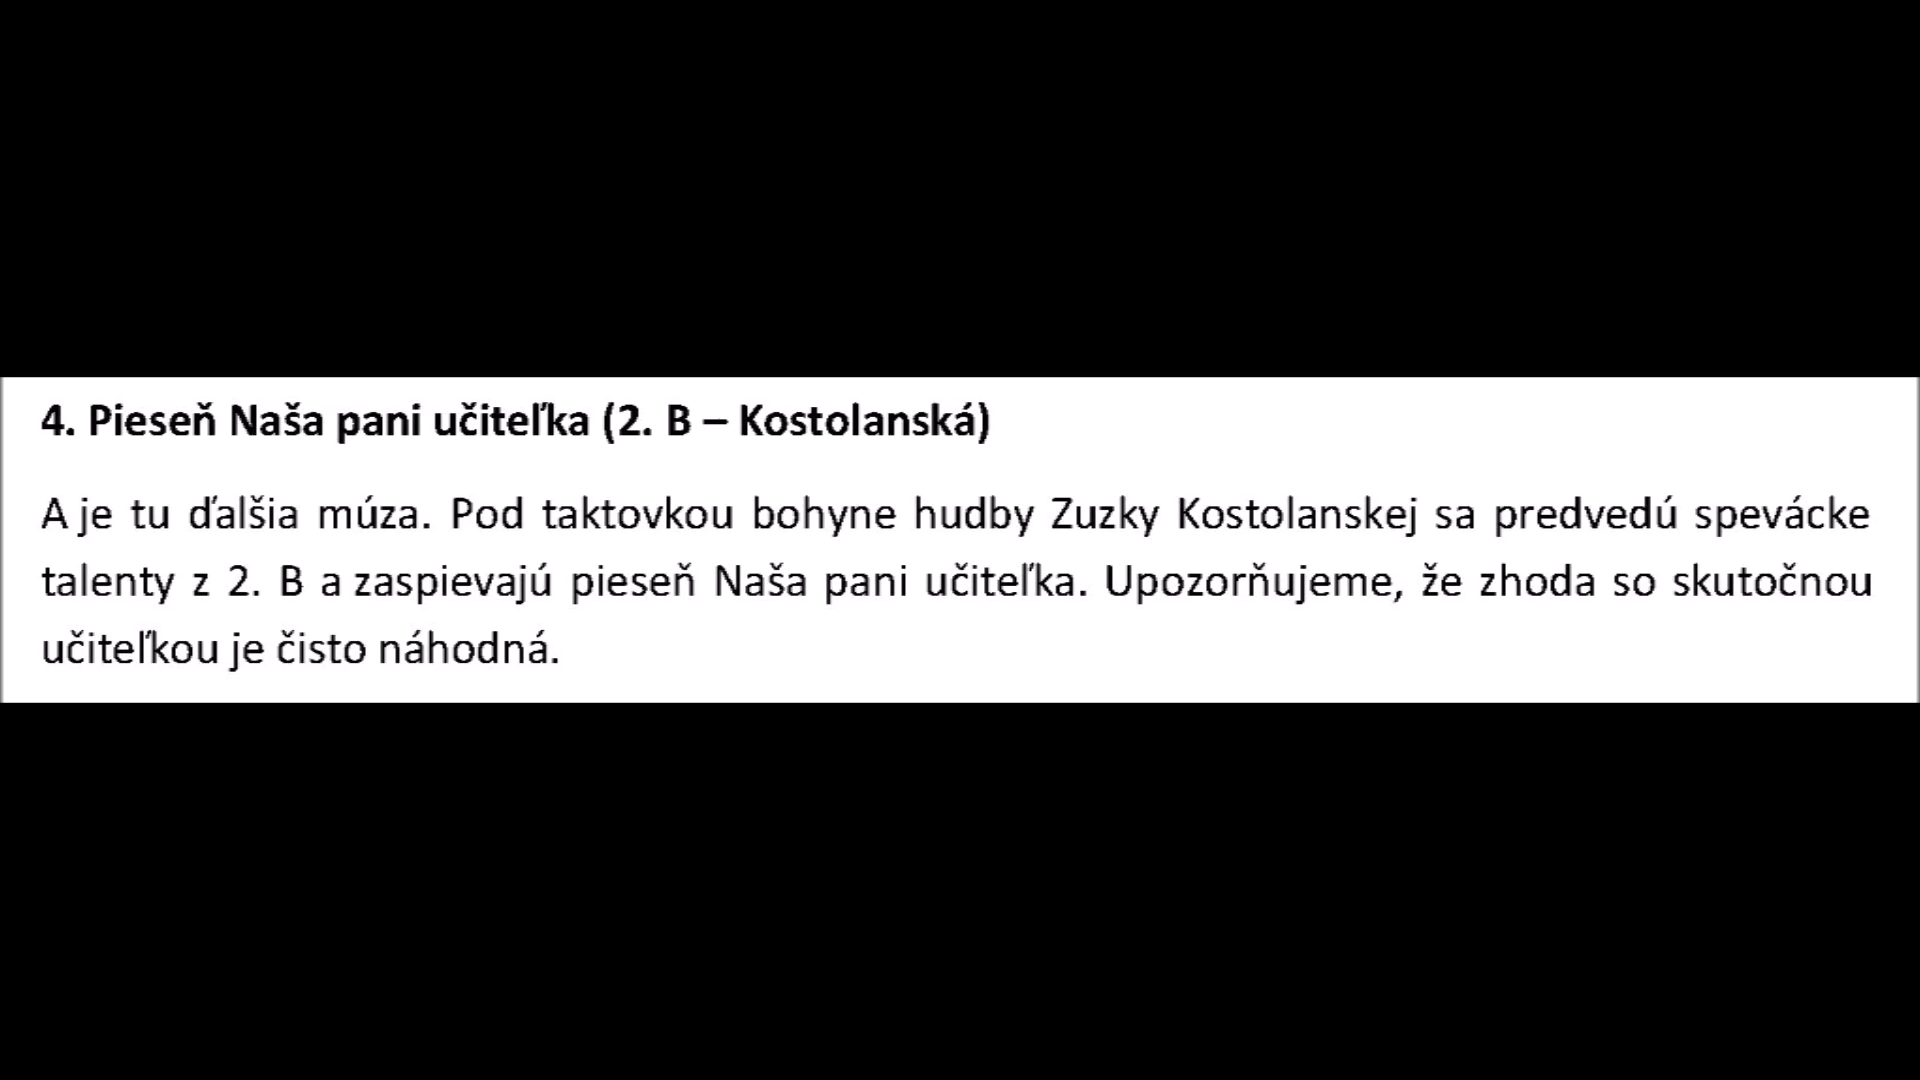 4. Pieseň Naša pani učiteľka (2. B – Kostolanská)
A je tu ďalšia múza. Pod taktovkou bohyne hudby Zuzky Kostolanskej sa predvedú spevácke
talenty z 2. B a zaspievajú pieseň Naša pani učiteľka. Upozorňujeme, že zhoda so skutočnou
učiteľkou je čisto náhodná.